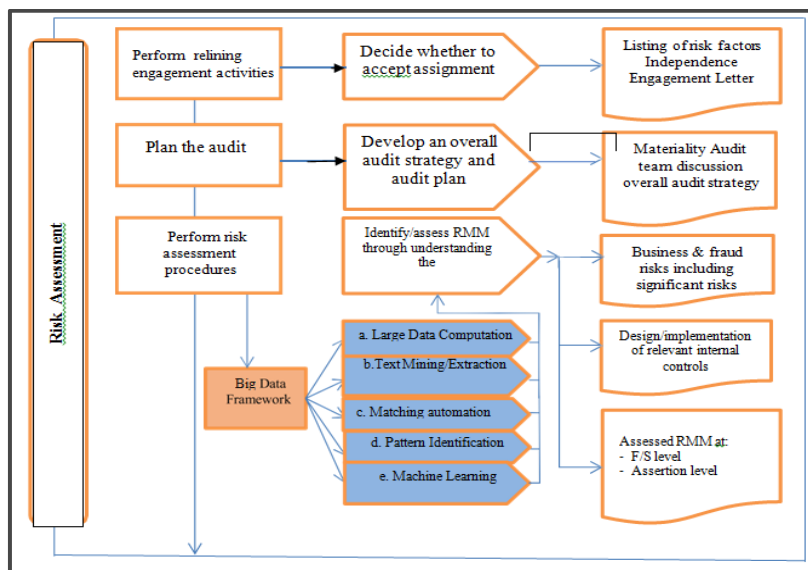 Risk Assessment
Perform relining
engagement activities
Decide whether to
accept assignment
Listing of risk factors
Independence
Engagement Letter
Plan the audit
Develop an overall
audit strategy and
audit plan
Materiality Audit
team discussion
overall audit strategy
Perform risk
assessment
procedures
Identify/assess RMM
through understanding
the
Business & fraud
risks including
significant risks
Big Data
Framework
a. Large Data Computation
b.Text Mining/Extraction
c. Matching automation
d. Pattern Identification
e. Machine Learning
Design/implementation
of relevant internal
controls
Assessed RMM at:
- F/S level
- Assertion level